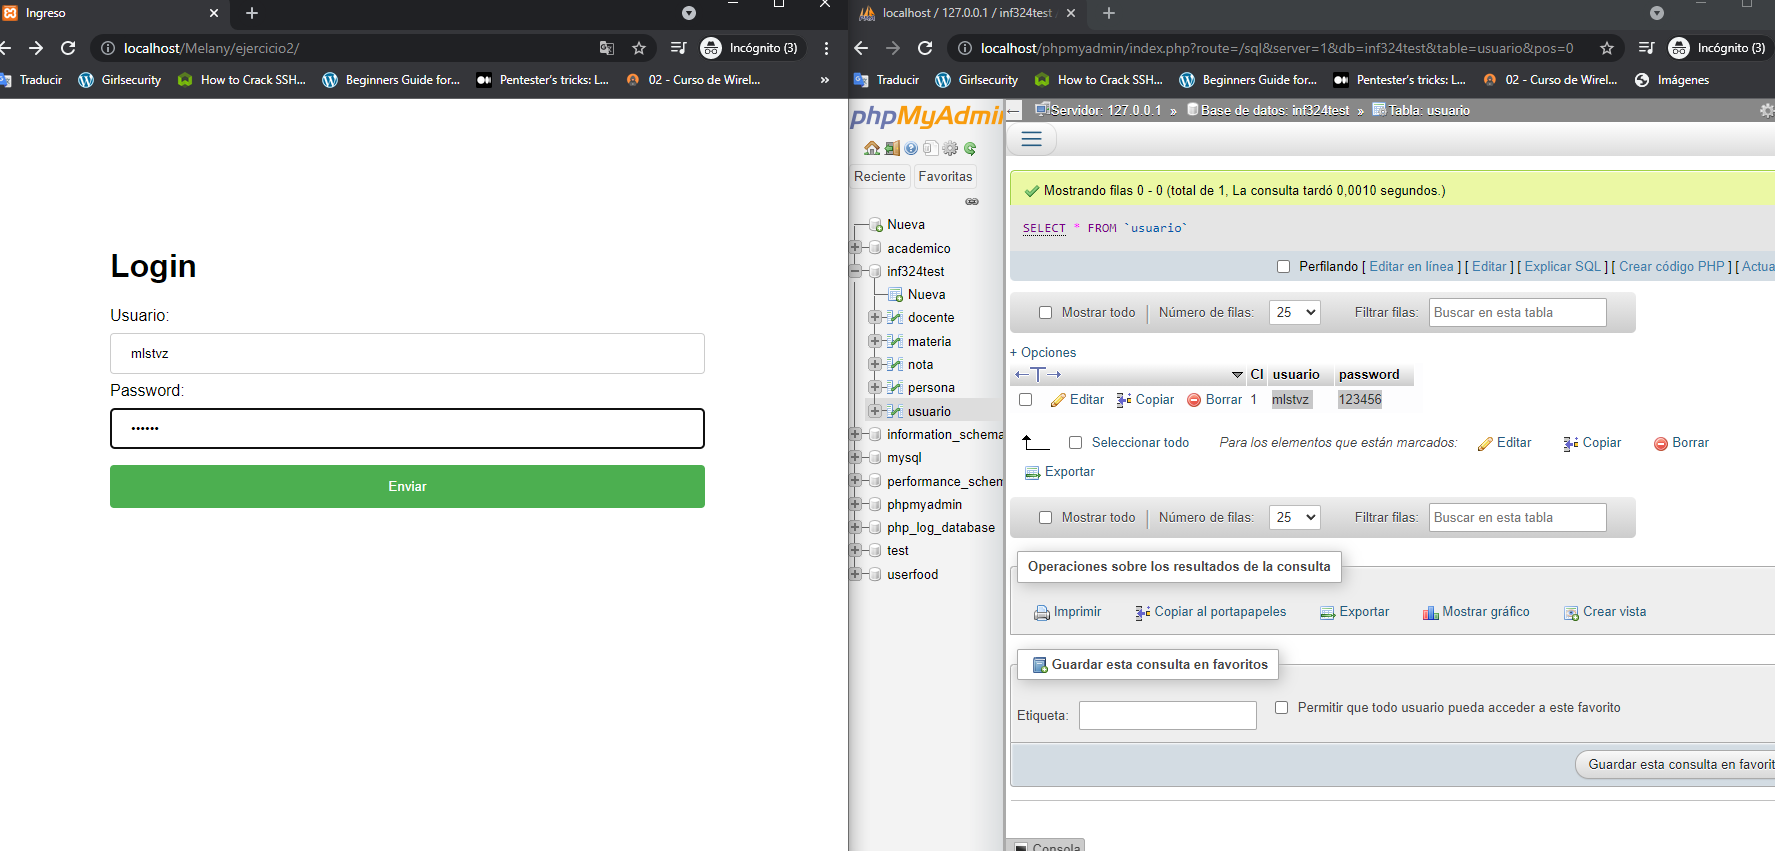 Ingreso
localhost/Melany/ejercicio2/
Incógnito (3)
Traducir
Girlsecurity
How to Crack SSH...
Beginners Guide for...
Pentester's tricks: L...
02 - Curso de Wirel...
»
Login
Usuario:
mlstvz
Password:
••••••
Enviar
localhost / 127.0.0.1 / inf324test
localhost/phpmyadmin/index.php?route=/sql&server=1&db=inf324test&table=usuario&pos=0
Incógnito (3)
Traducir
Girlsecurity
How to Crack SSH...
Beginners Guide for...
Pentester's tricks: L...
02 - Curso de Wirel...
Imágenes
phpMyAdmin
Reciente
Favoritas
Nueva
academico
inf324test
Nueva
docente
materia
nota
persona
usuario
information_schema
mysql
performance_schem
phpmyadmin
php_log_database
test
userfood
Servidor: 127.0.0.1 » Base de datos: inf324test » Tabla: usuario
Mostrando filas 0 - 0 (total de 1, La consulta tardó 0,0010 segundos.)
SELECT * FROM `usuario`
Perfilando [ Editar en línea ] [ Editar ] [ Explicar SQL ] [ Crear código PHP ] [ Actua
Mostrar todo | Número de filas: 25 Filtrar filas: Buscar en esta tabla
+ Opciones
←T→ CI usuario password
Editar Copiar Borrar 1 mlstvz 123456
Seleccionar todo Para los elementos que están marcados: Editar Copiar Borrar
Exportar
Mostrar todo | Número de filas: 25 Filtrar filas: Buscar en esta tabla
Operaciones sobre los resultados de la consulta
Imprimir Copiar al portapapeles Exportar Mostrar gráfico Crear vista
Guardar esta consulta en favoritos
Etiqueta: Permitir que todo usuario pueda acceder a este favorito
Guardar esta consulta en favorit
Consola